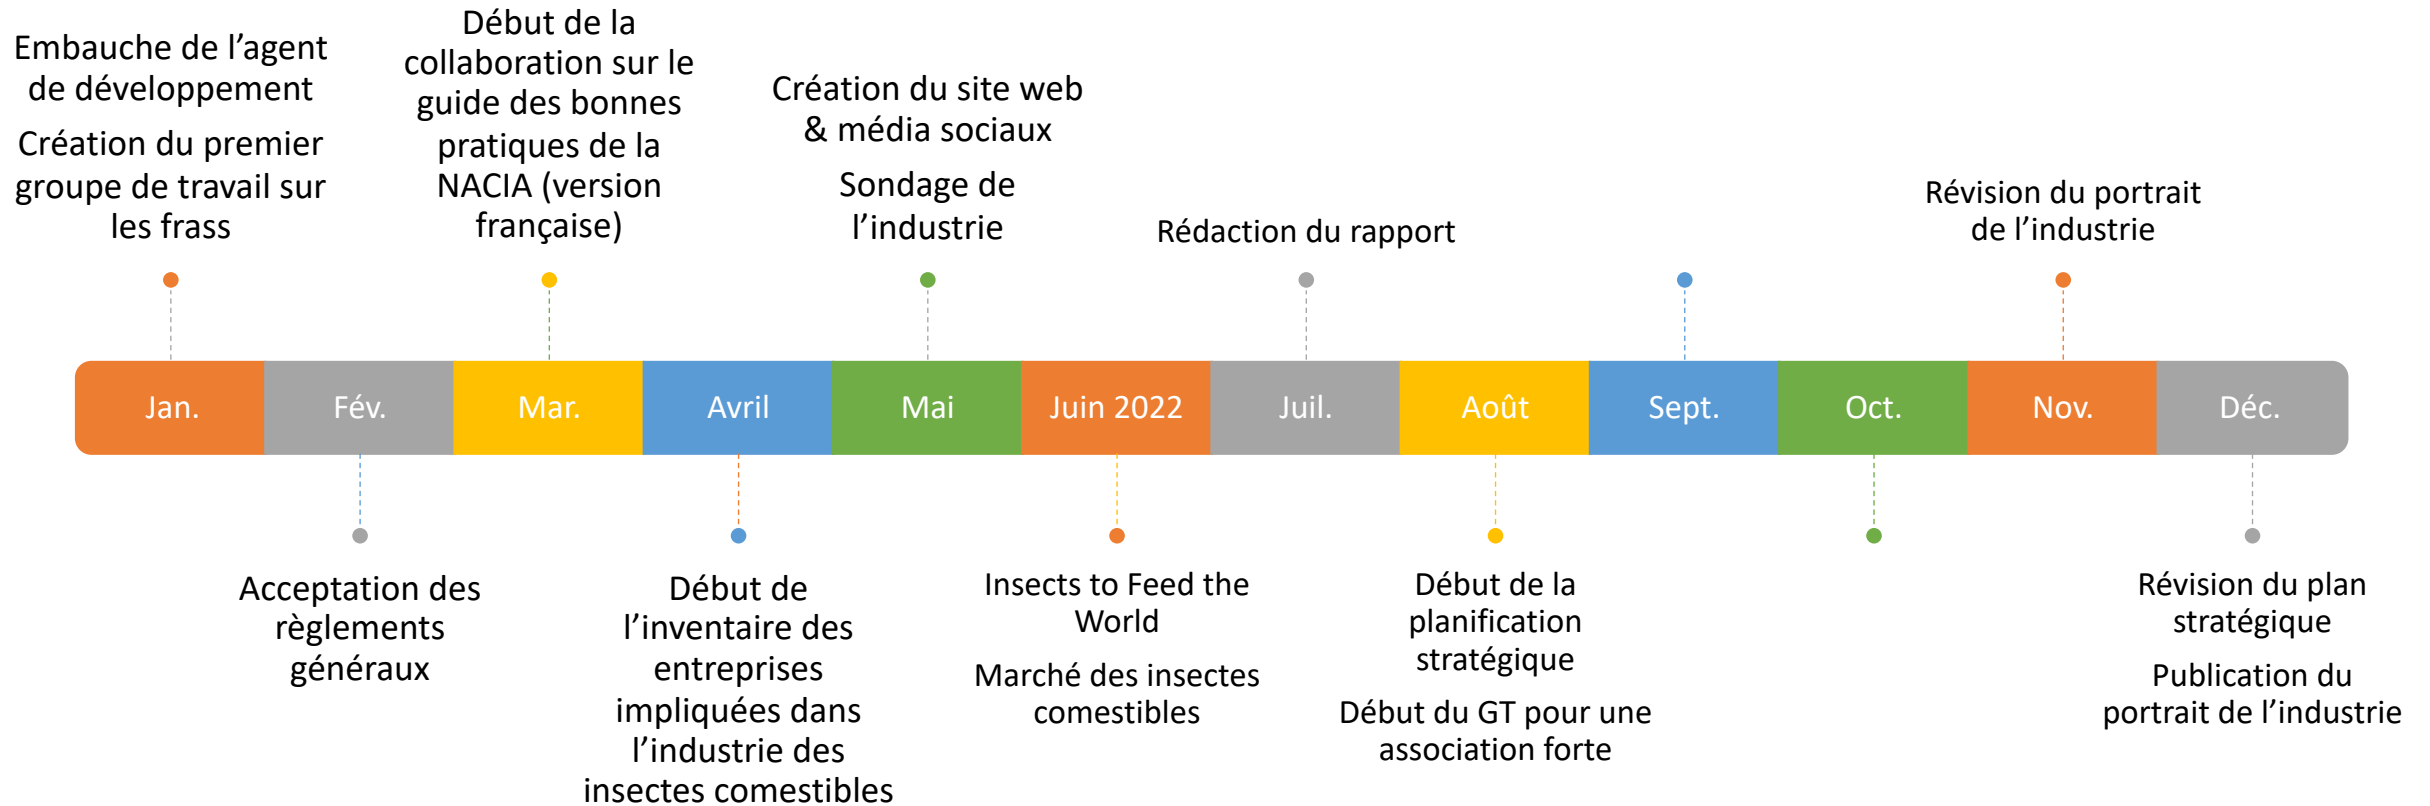 Embauche de l’agent
de développement
Création du premier
groupe de travail sur
les frass
Début de la
collaboration sur le
guide des bonnes
pratiques de la
NACIA (version
française)
Création du site web
& média sociaux
Sondage de
l’industrie
Rédaction du rapport
Révision du portrait
de l’industrie
Jan.
Fév.
Mar.
Avril
Mai
Juin 2022
Juil.
Août
Sept.
Oct.
Nov.
Déc.
Acceptation des
règlements
généraux
Début de
l’inventaire des
entreprises
impliquées dans
l’industrie des
insectes comestibles
Insects to Feed the
World
Marché des insectes
comestibles
Début de la
planification
stratégique
Début du GT pour une
association forte
Révision du plan
stratégique
Publication du
portrait de l’industrie